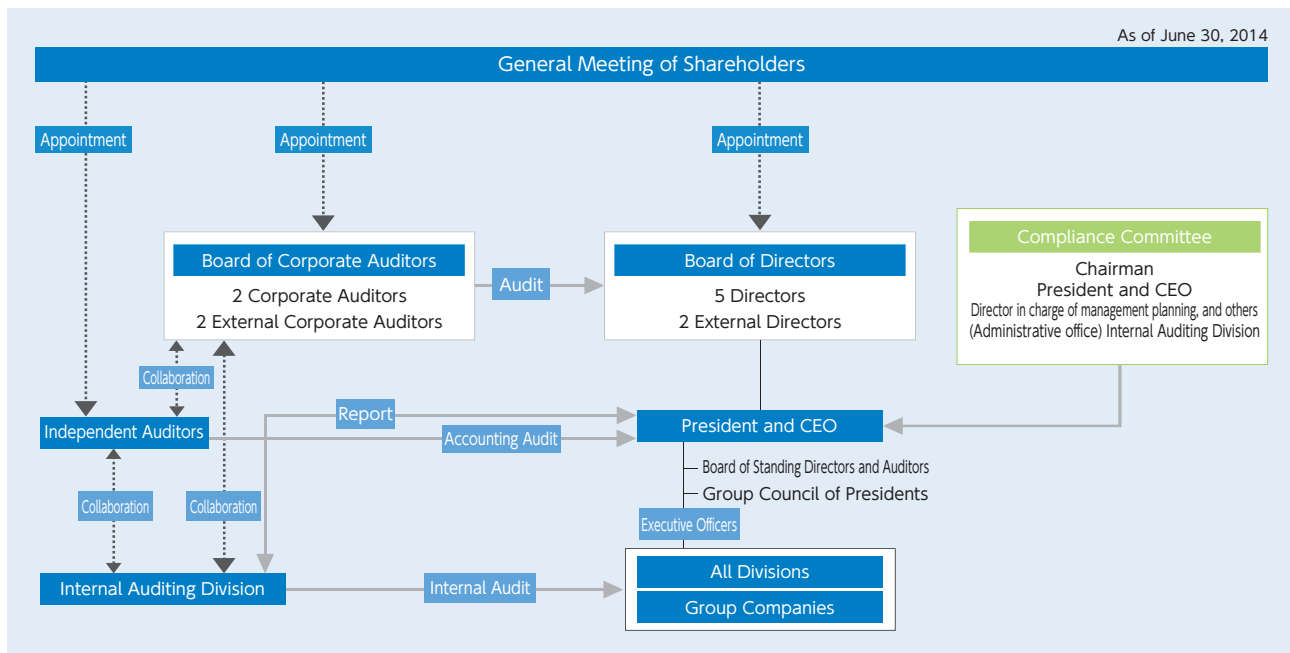 As of June 30, 2014
General Meeting of Shareholders
Appointment
Appointment
Appointment
Board of Corporate Auditors
2 Corporate Auditors
2 External Corporate Auditors
Audit
Board of Directors
5 Directors
2 External Directors
Compliance Committee
Chairman
President and CEO
Director in charge of management planning, and others
(Administrative office) Internal Auditing Division
Collaboration
Independent Auditors
Report
Accounting Audit
President and CEO
Board of Standing Directors and Auditors
Group Council of Presidents
Collaboration
Collaboration
Executive Officers
Internal Auditing Division
Internal Audit
All Divisions
Group Companies